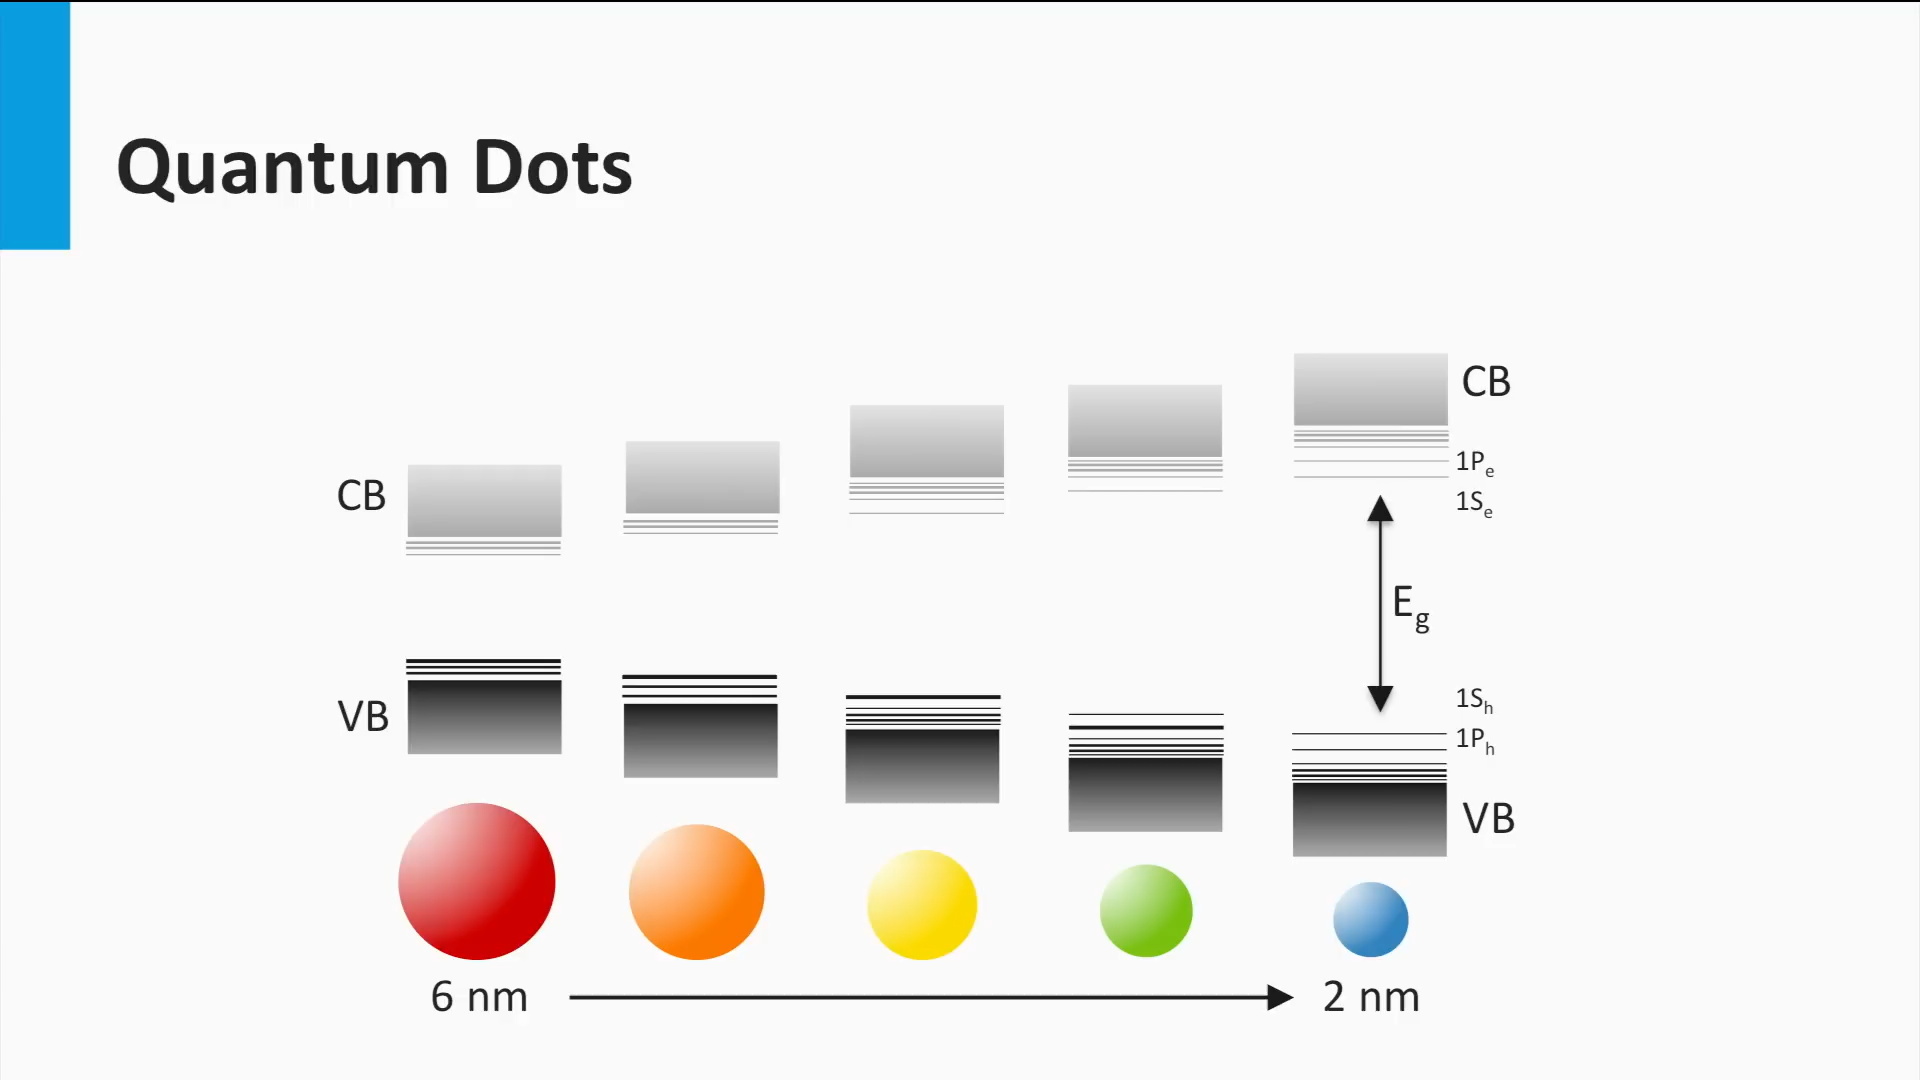 Quantum Dots
CB
CB
1Pe
1Se
Eg
1Sh
1Ph
VB
VB
6 nm
2 nm